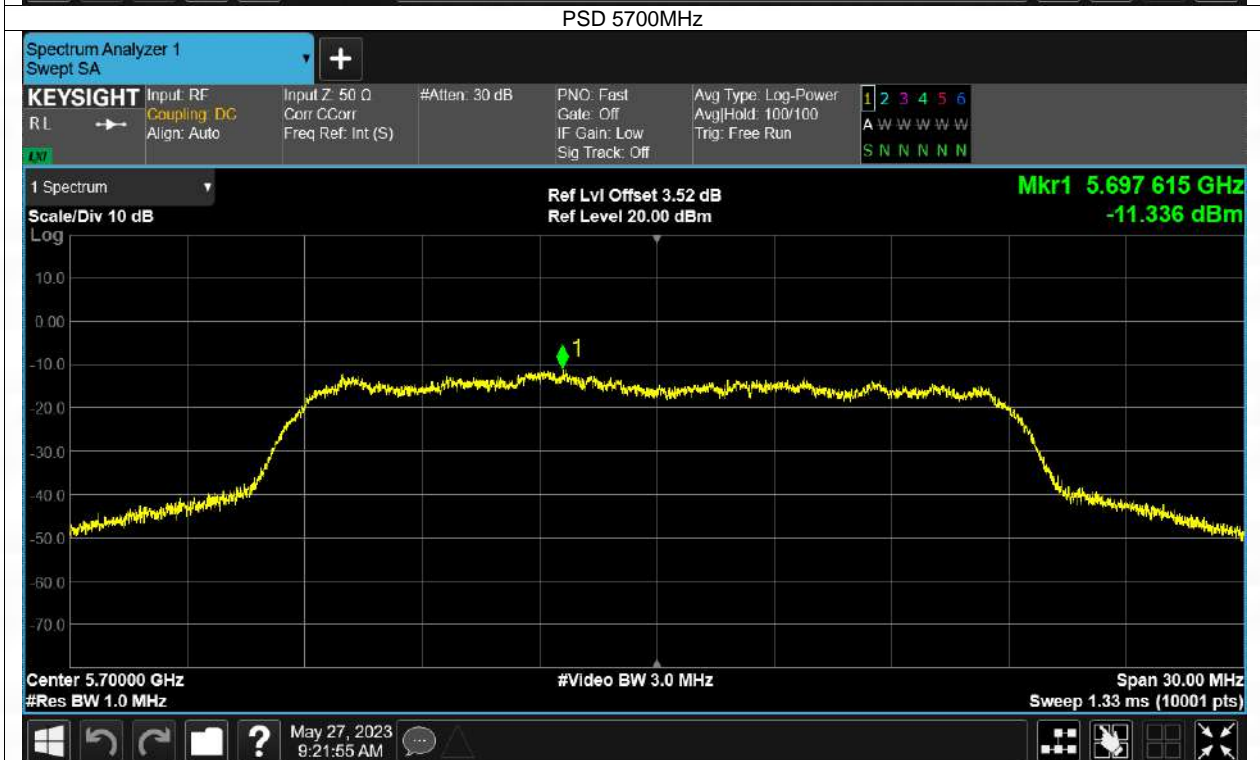 PSD 5700MHz
Spectrum Analyzer 1
Swept SA
KEYSIGHT
RL
LXI
Input: RF
Coupling: DC
Align: Auto
Input Z: 50 Ω
Corr CCorr
Freq Ref: Int (S)
#Atten: 30 dB
PNO: Fast
Gate: Off
IF Gain: Low
Sig Track: Off
Avg Type: Log-Power
Avg|Hold: 100/100
Trig: Free Run
1 2 3 4 5 6
A W W W W W
S N N N N N
1 Spectrum
Scale/Div 10 dB
Log
Ref Lvl Offset 3.52 dB
Ref Level 20.00 dBm
Mkr1 5.697 615 GHz
-11.336 dBm
10.0
0.00
-10.0
-20.0
-30.0
-40.0
-50.0
-60.0
-70.0
1
Center 5.70000 GHz
#Res BW 1.0 MHz
#Video BW 3.0 MHz
Span 30.00 MHz
Sweep 1.33 ms (10001 pts)
?
May 27, 2023
9:21:55 AM